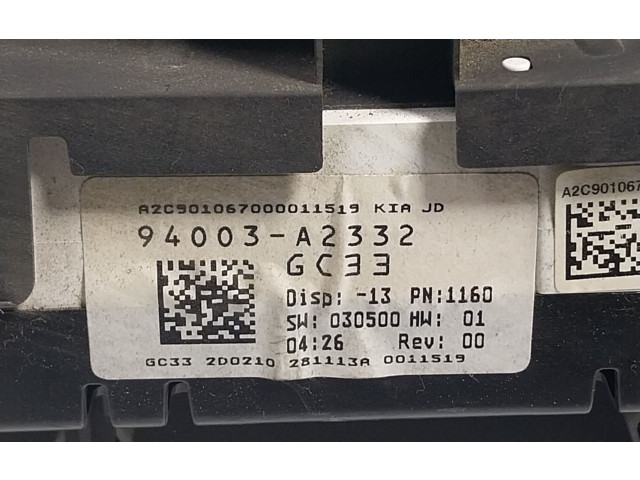 A2C901067000011519 KIA JD
94003-A2332
GC33
Disp: -13 PN:1160
SW: 030500 HW: 01
04:26 Rev: 00
GC33 2D0210 281113A 0011519
A2C901067